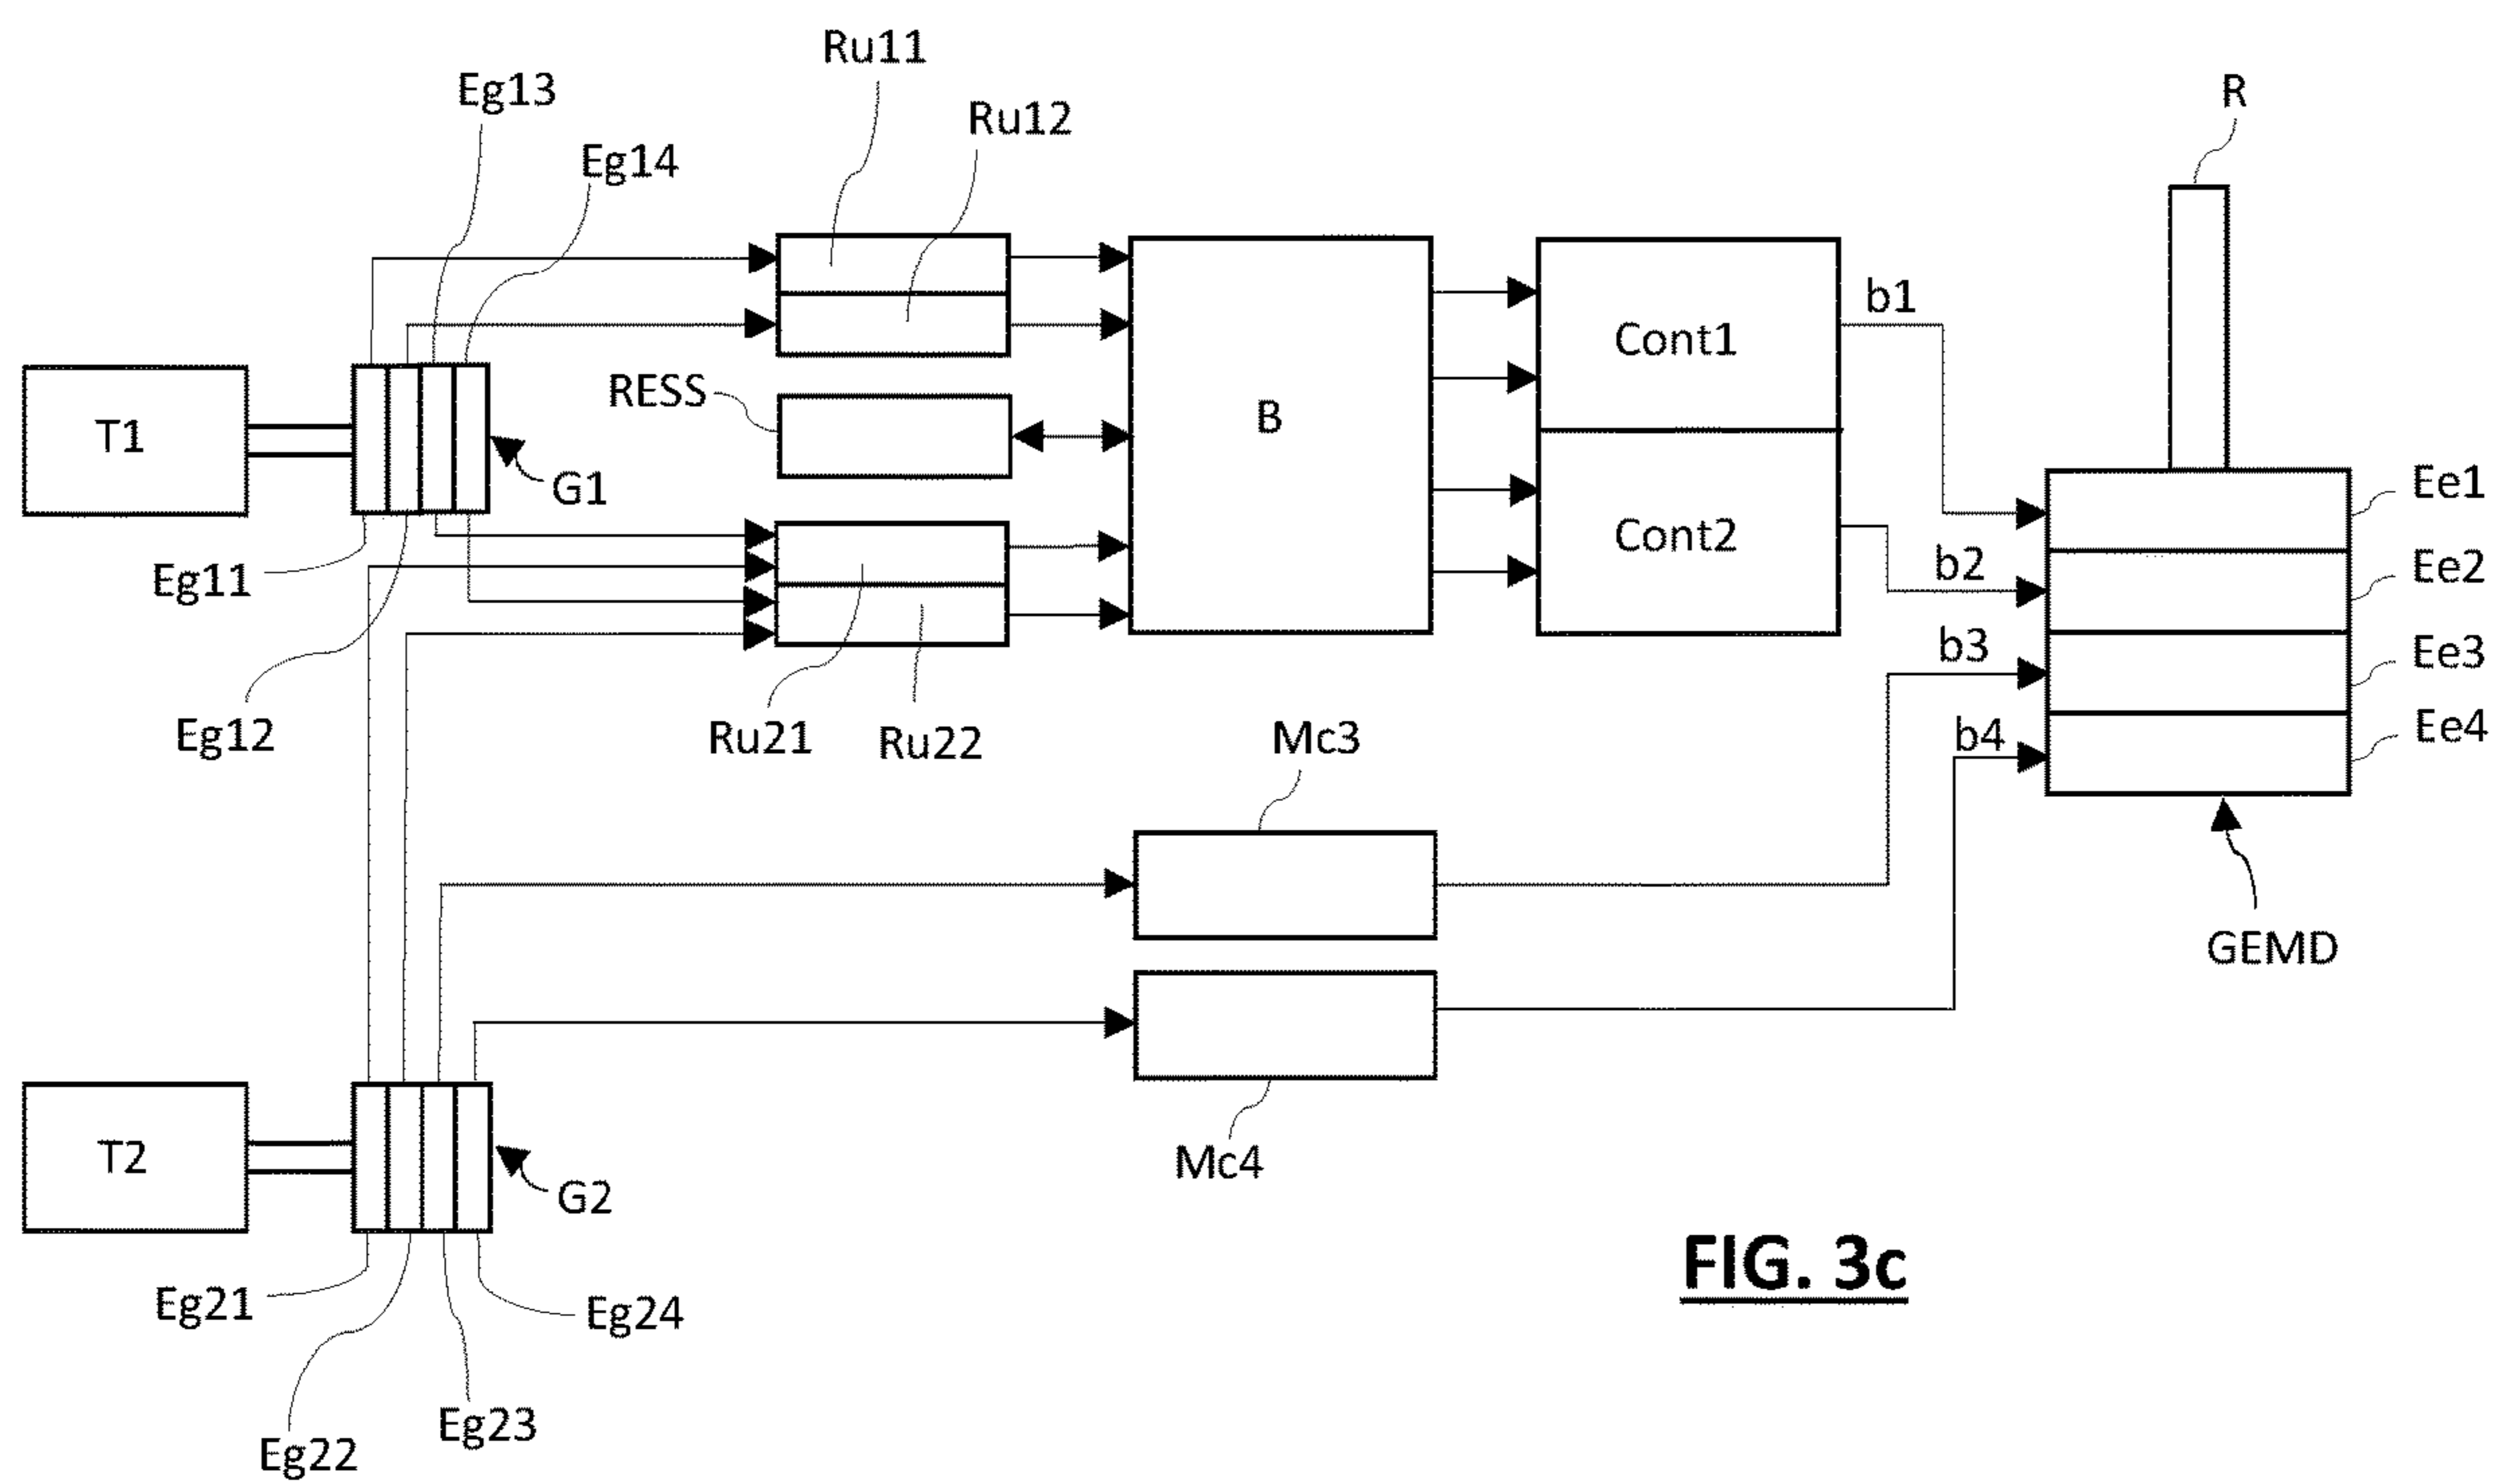 Ru11
Eg13
R
Ru12
Eg14
b1
Cont1
RESS
B
T1
G1
Ee1
Cont2
b2
Ee2
Eg11
b3
Ee3
Eg12
Ru21
Ru22
Mc3
b4
Ee4
GEMD
T2
Mc4
G2
FIG. 3c
Eg21
Eg24
Eg23
Eg22